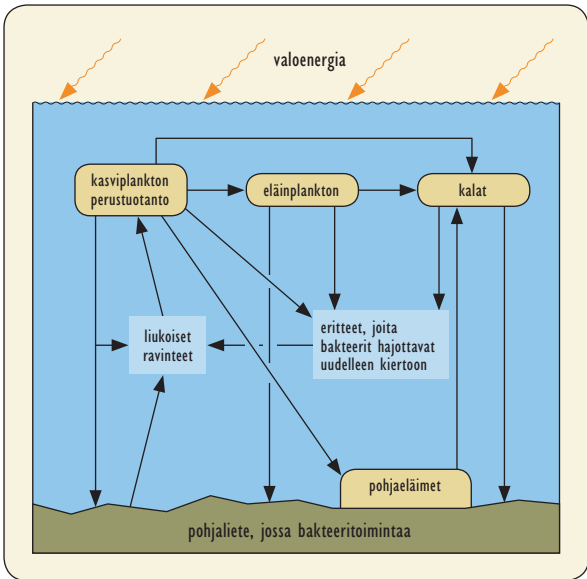 valoenergia
kasviplankton
perustuotanto
eläinplankton
kalat
liukoiset
ravinteet
eritteet, joita
bakteerit hajottavat
uudelleen kiertoon
pohjaeläimet
pohjaliete, jossa bakteeritoimintaa